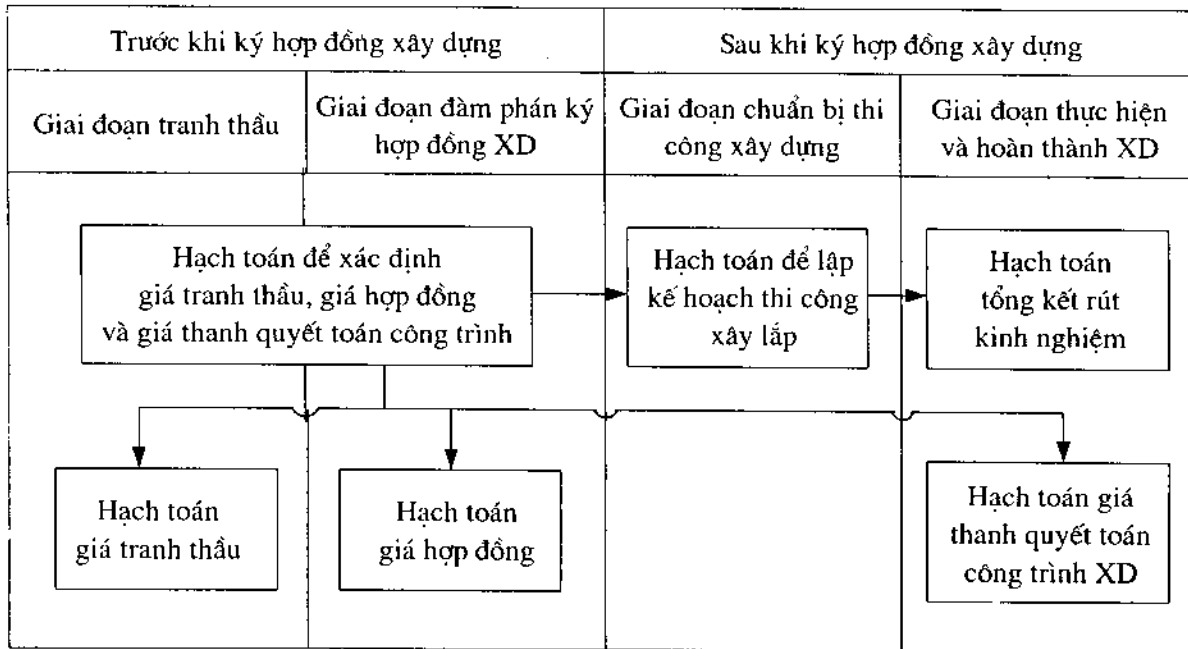 Trước khi ký hợp đồng xây dựng
Sau khi ký hợp đồng xây dựng
Giai đoạn tranh thầu
Giai đoạn đàm phán ký
hợp đồng XD
Giai đoạn chuẩn bị thi
công xây dựng
Giai đoạn thực hiện
và hoàn thành XD
Hạch toán để xác định
giá tranh thầu, giá hợp đồng
và giá thanh quyết toán công trình
Hạch toán để lập
kế hoạch thi công
xây lắp
Hạch toán
tổng kết rút
kinh nghiệm
Hạch toán
giá tranh thầu
Hạch toán
giá hợp đồng
Hạch toán giá
thanh quyết toán
công trình XD